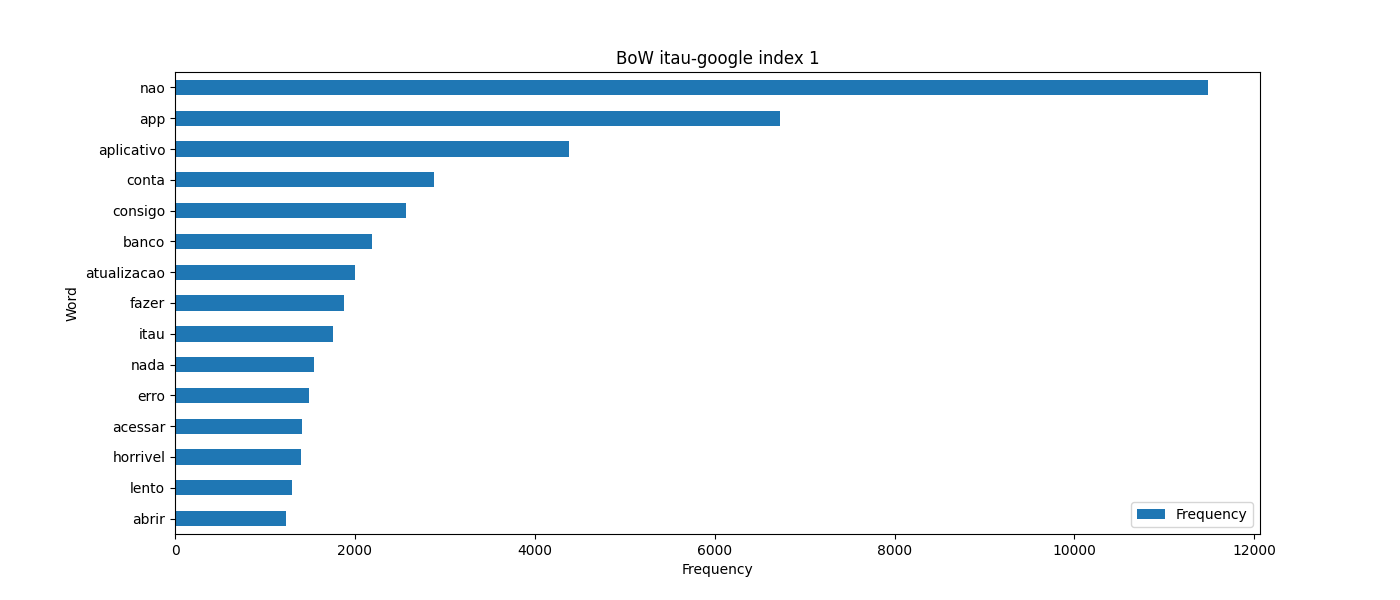 BoW itau-google index 1
nao
app
aplicativo
conta
consigo
banco
atualizacao
fazer
itau
nada
erro
acessar
horrivel
lento
abrir
Word
Frequency
0 2000 4000 6000 8000 10000 12000
Frequency